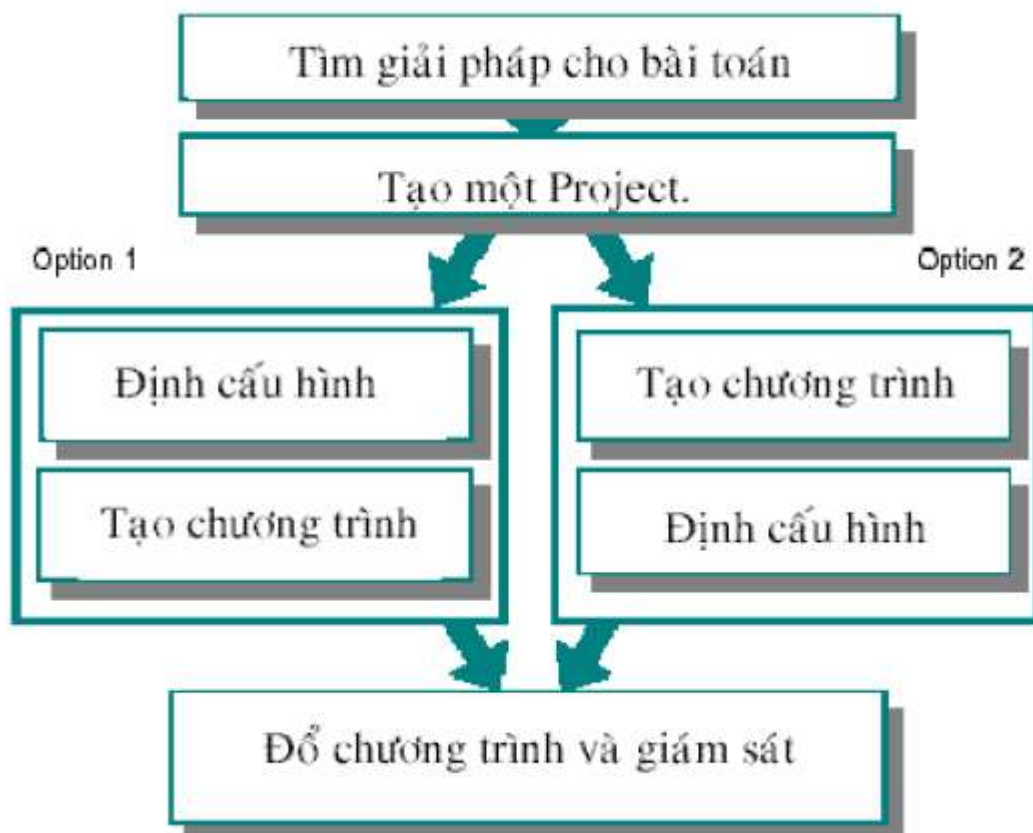 Tìm giải pháp cho bài toán
Tạo một Project.
Option 1
Option 2
Định cấu hình
Tạo chương trình
Tạo chương trình
Định cấu hình
Đổ chương trình và giám sát